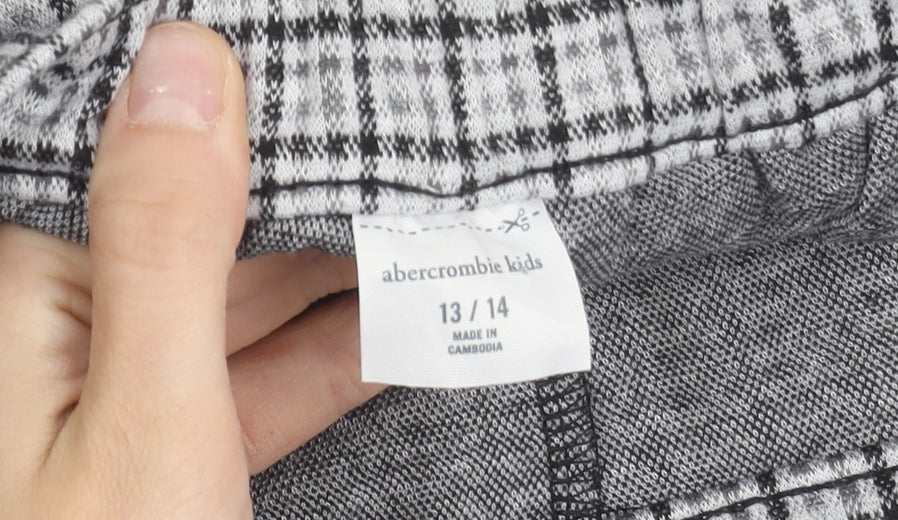 abercrombie kids
13 / 14
MADE IN
CAMBODIA